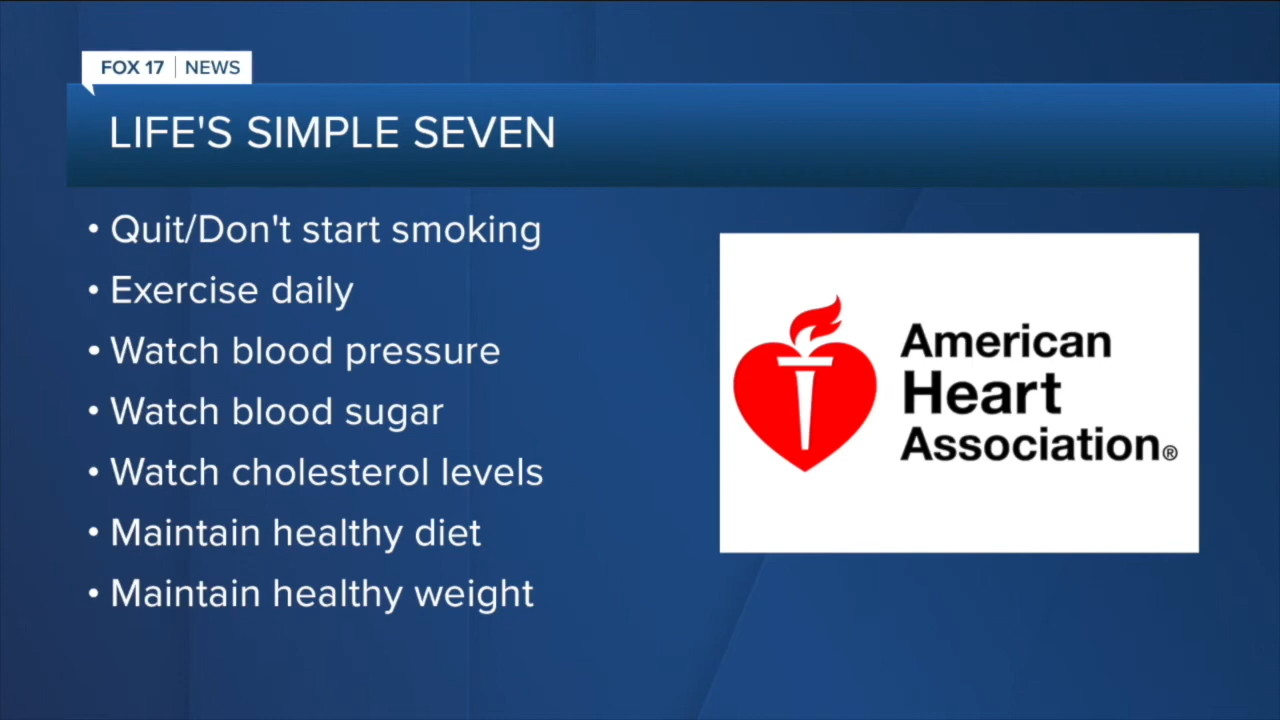 FOX 17 | NEWS
LIFE'S SIMPLE SEVEN
• Quit/Don't start smoking
• Exercise daily
• Watch blood pressure
• Watch blood sugar
• Watch cholesterol levels
• Maintain healthy diet
• Maintain healthy weight
American
Heart
Association®